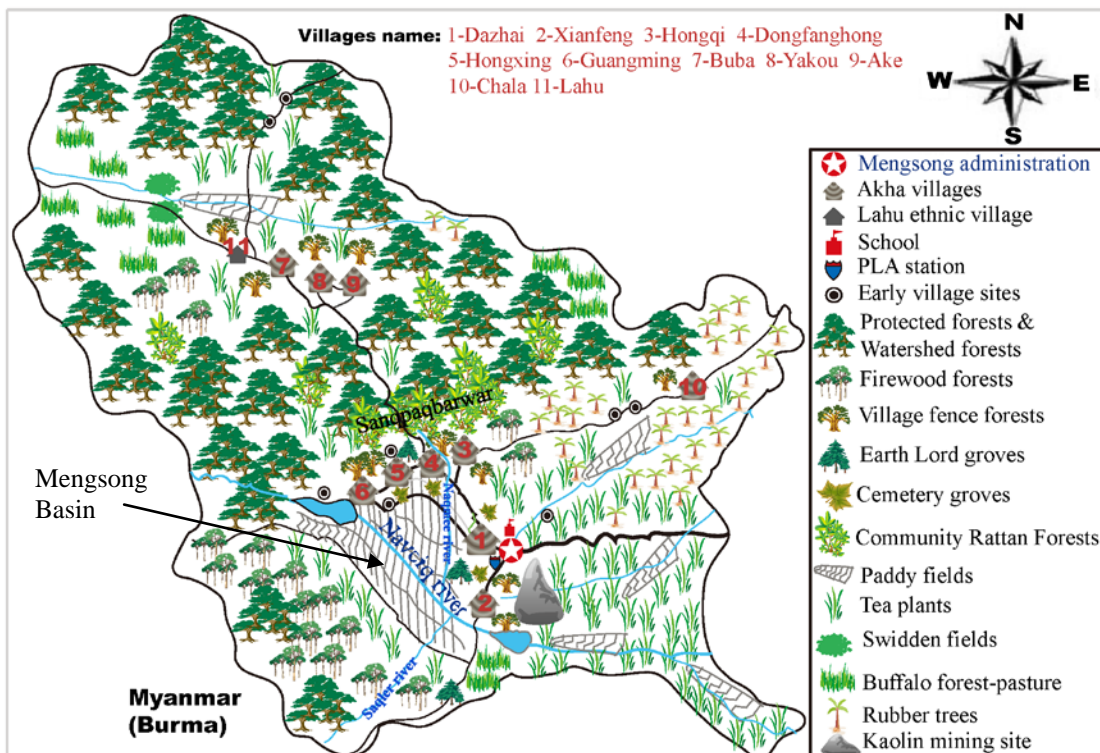 Villages name: 1-Dazhai 2-Xianfeng 3-Hongqi 4-Dongfanghong
5-Hongxing 6-Guangming 7-Buba 8-Yakou 9-Ake
10-Chala 11-Lahu
N
W E
S
Mengsong administration
Akha villages
Lahu ethnic village
School
PLA station
Early village sites
Protected forests &
Watershed forests
Firewood forests
Village fence forests
Earth Lord groves
Cemetery groves
Community Rattan Forests
Paddy fields
Tea plants
Swidden fields
Buffalo forest-pasture
Rubber trees
Kaolin mining site
11
7
8
9
10
Sanqpaqbarwar
3
4
5
6
Mengsong
Basin
Naveiq river
1
2
Saqler river
Myanmar
(Burma)